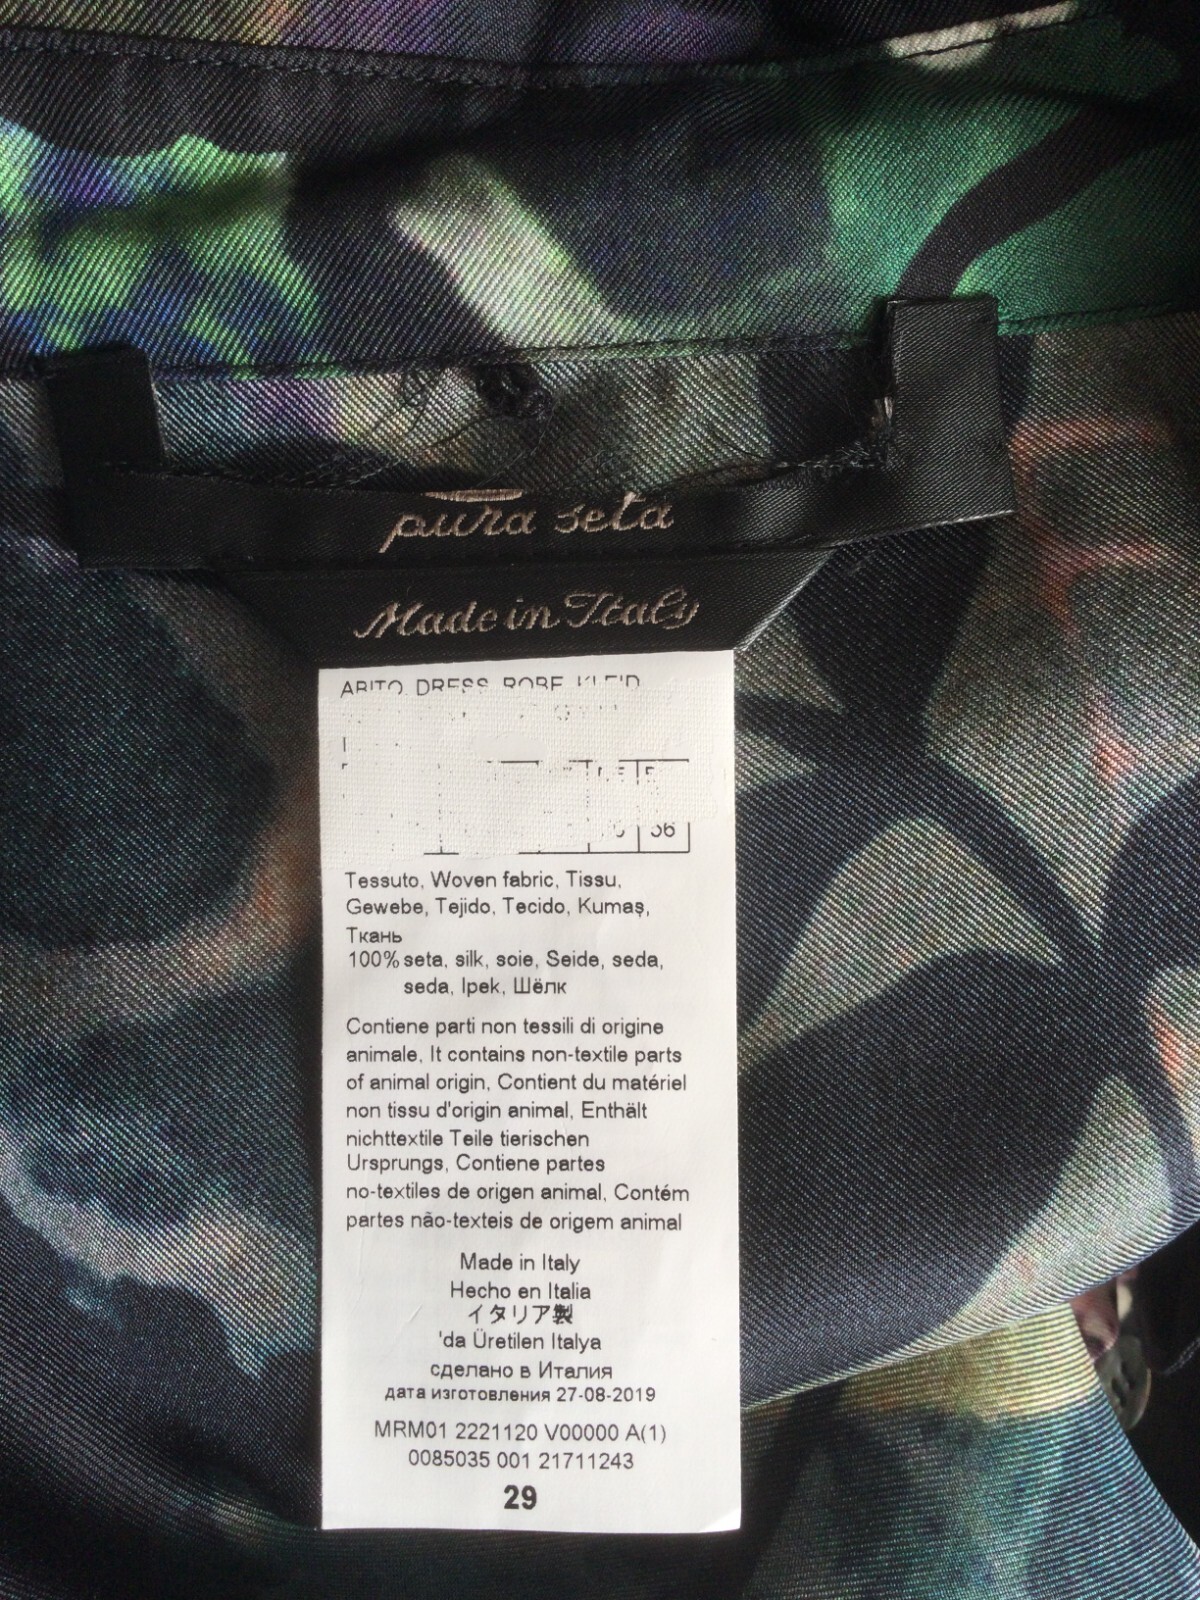 pura seta
Made in Italy
ABITO, DRESS, ROBE, KLEID
36
Tessuto, Woven fabric, Tissu,
Gewebe, Tejido, Tecido, Kumaş,
Ткань
100% seta, silk, soie, Seide, seda,
seda, Ipek, Шёлк
Contiene parti non tessili di origine
animale, It contains non-textile parts
of animal origin, Contient du matériel
non tissu d'origin animal, Enthält
nichttextile Teile tierischen
Ursprungs, Contiene partes
no-textiles de origen animal, Contém
partes não-texteis de origem animal
Made in Italy
Hecho en Italia
イタリア製
'da Üretilen Italya
сделано в Италия
дата изготовления 27-08-2019
MRM01 2221120 V00000 A(1)
0085035 001 21711243
29